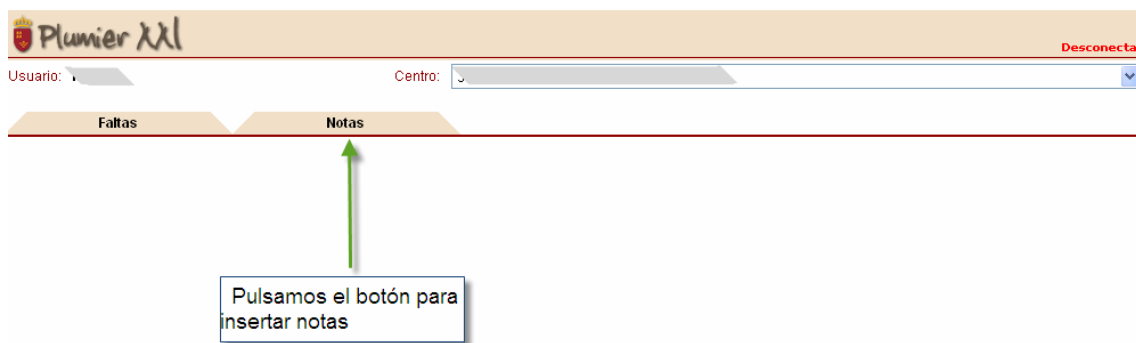 Plumier XXI
Desconecta
Usuario: Centro:
Faltas Notas
Pulsamos el botón para
insertar notas